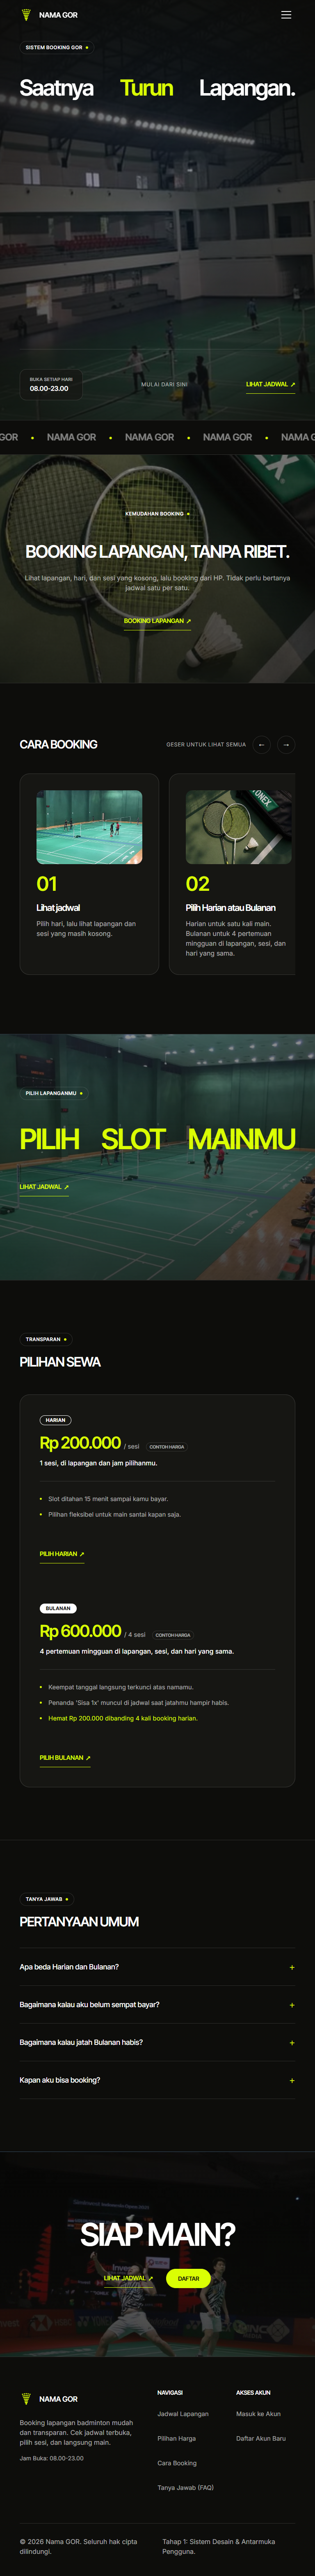 NAMA GOR
SISTEM BOOKING GOR
Saatnya Turun Lapangan.
BUKA SETIAP HARI
08.00-23.00
MULAI DARI SINI
LIHAT JADWAL ↗
GOR • NAMA GOR • NAMA GOR • NAMA GOR • NAMA G
KEMUDAHAN BOOKING
BOOKING LAPANGAN, TANPA RIBET.
Lihat lapangan, hari, dan sesi yang kosong, lalu booking dari HP. Tidak perlu bertanya
jadwal satu per satu.
BOOKING LAPANGAN ↗
CARA BOOKING
GESER UNTUK LIHAT SEMUA ← →
YONEX
01
Lihat jadwal
Pilih hari, lalu lihat lapangan dan
sesi yang masih kosong.
02
Pilih Harian atau Bulanan
Harian untuk satu kali main.
Bulanan untuk 4 pertemuan
mingguan di lapangan, sesi, dan
hari yang sama.
PILIH LAPANGANMU
PILIH SLOT MAINMU
LIHAT JADWAL ↗
TRANSPARAN
PILIHAN SEWA
HARIAN
Rp 200.000 / sesi CONTOH HARGA
1 sesi, di lapangan dan jam pilihanmu.
• Slot ditahan 15 menit sampai kamu bayar.
• Pilihan fleksibel untuk main santai kapan saja.
PILIH HARIAN ↗
BULANAN
Rp 600.000 / 4 sesi CONTOH HARGA
4 pertemuan mingguan di lapangan, sesi, dan hari yang sama.
• Keempat tanggal langsung terkunci atas namamu.
• Penanda 'Sisa 1x' muncul di jadwal saat jatahmu hampir habis.
• Hemat Rp 200.000 dibanding 4 kali booking harian.
PILIH BULANAN ↗
TANYA JAWAB
PERTANYAAN UMUM
Apa beda Harian dan Bulanan? +
Bagaimana kalau aku belum sempat bayar? +
Bagaimana kalau jatah Bulanan habis? +
Kapan aku bisa booking? +
SIAP MAIN?
LIHAT JADWAL ↗
DAFTAR
NAMA GOR
Booking lapangan badminton mudah
dan transparan. Cek jadwal terbuka,
pilih sesi, dan langsung main.
Jam Buka: 08.00-23.00
NAVIGASI
Jadwal Lapangan
Pilihan Harga
Cara Booking
Tanya Jawab (FAQ)
AKSES AKUN
Masuk ke Akun
Daftar Akun Baru
© 2026 Nama GOR. Seluruh hak cipta
dilindungi.
Tahap 1: Sistem Desain & Antarmuka
Pengguna.